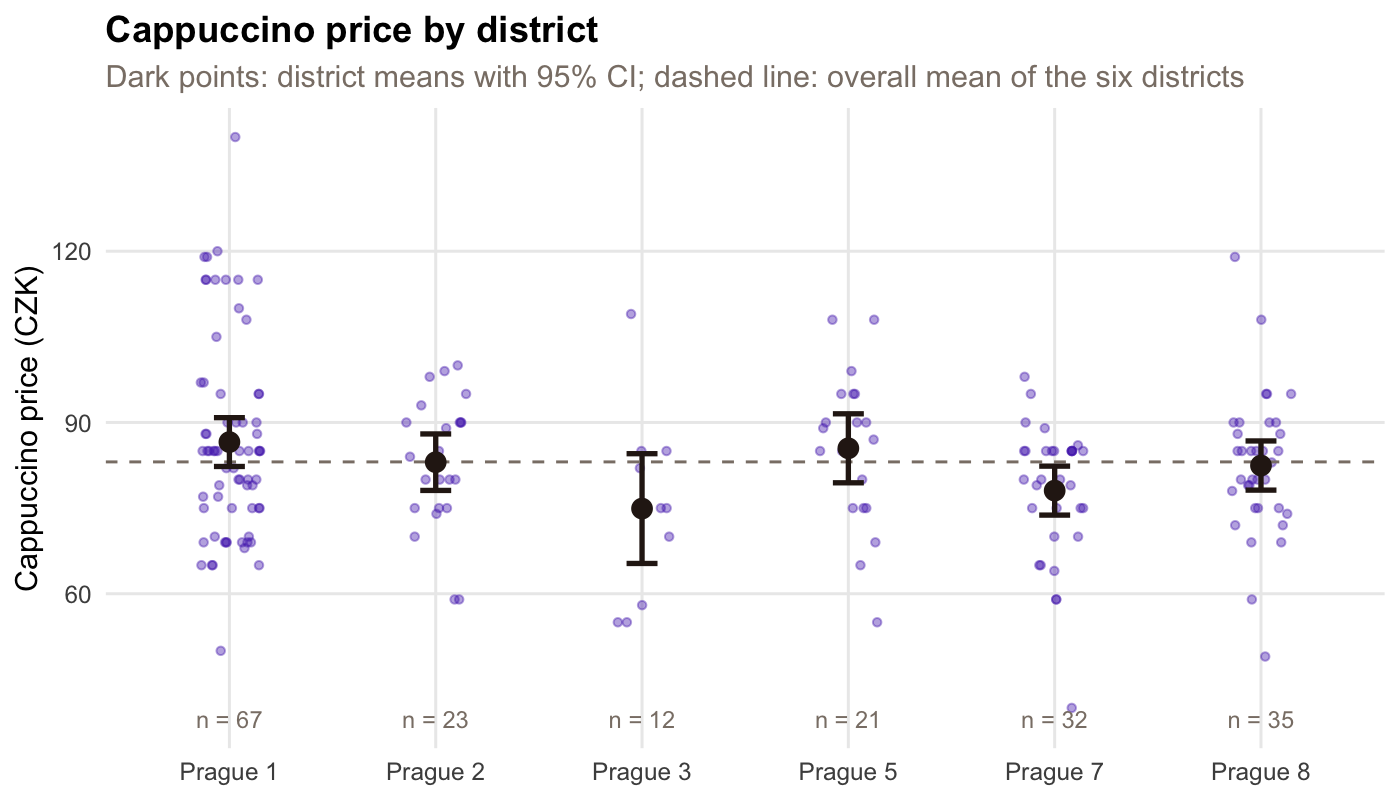 Cappuccino price by district
Dark points: district means with 95% CI; dashed line: overall mean of the six districts
Cappuccino price (CZK)
120
90
60
n = 67 n = 23 n = 12 n = 21 n = 32 n = 35
Prague 1 Prague 2 Prague 3 Prague 5 Prague 7 Prague 8